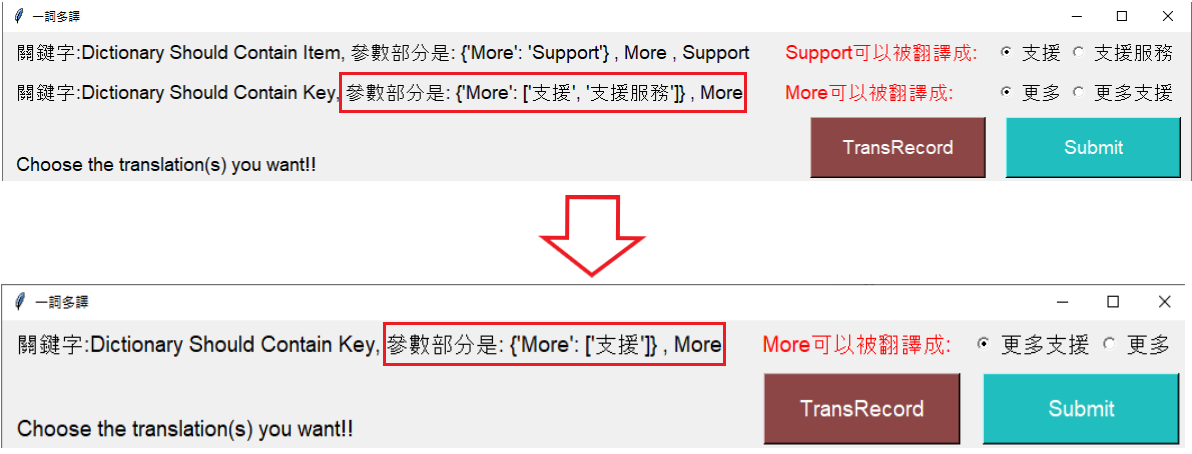 一詞多譯
關鍵字:Dictionary Should Contain Item, 參數部分是: {'More': 'Support'} , More , Support Support可以被翻譯成: 支援 支援服務
關鍵字:Dictionary Should Contain Key, 參數部分是: {'More': ['支援', '支援服務']} , More More可以被翻譯成: 更多 更多支援
TransRecord Submit
Choose the translation(s) you want!!
一詞多譯
關鍵字:Dictionary Should Contain Key, 參數部分是: {'More': ['支援']} , More More可以被翻譯成: 更多支援 更多
TransRecord Submit
Choose the translation(s) you want!!